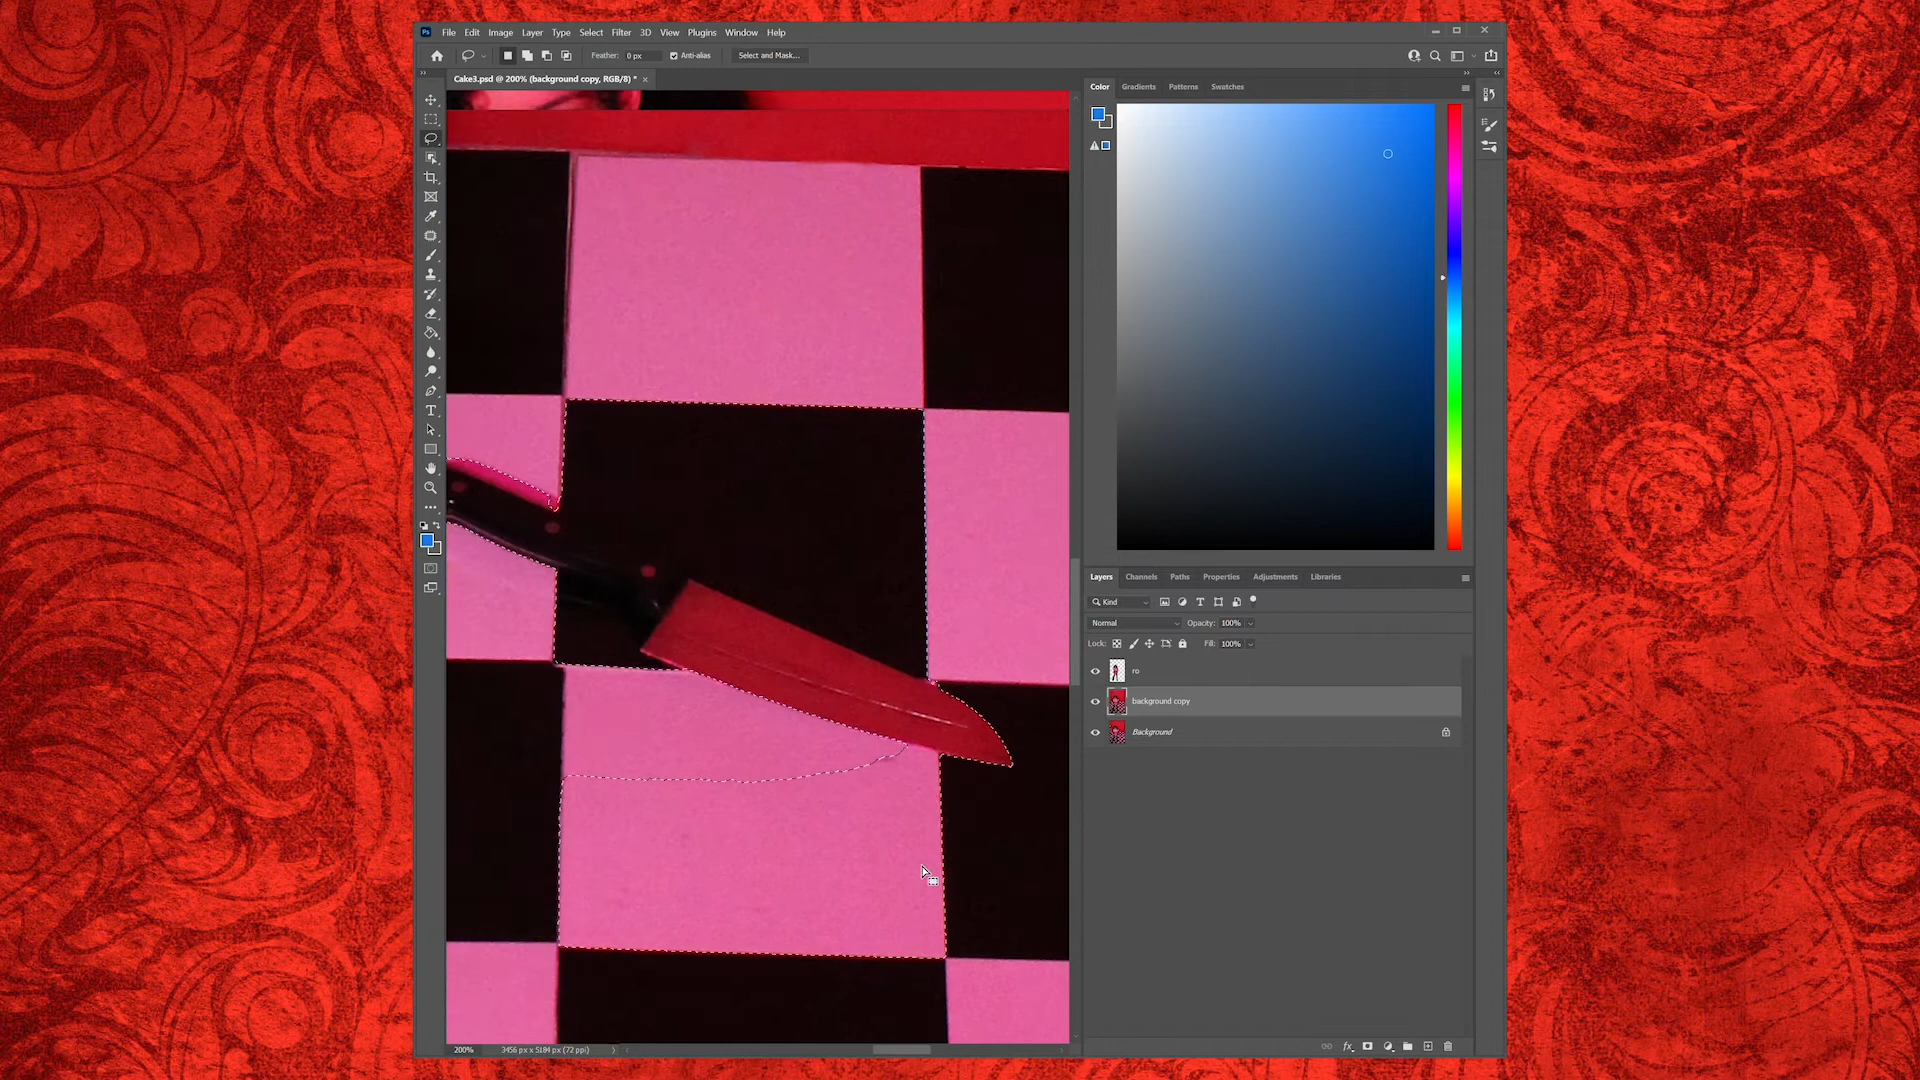 Ps File Edit Image Layer Type Select Filter 3D View Plugins Window Help
Feather: 0 px Anti-alias Select and Mask...
Cake3.psd @ 200% (background copy, RGB/8) *
Color Gradients Patterns Swatches
Layers Channels Paths Properties Adjustments Libraries
Kind
Normal Opacity: 100%
Lock: Fill: 100%
ro
background copy
Background
200% 3456 px x 5184 px (72 ppi)